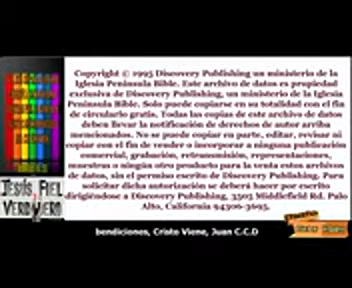 Copyright © 1995 Discovery Publishing un ministerio de la
Iglesia Peninsula Bible. Este archivo de datos es propiedad
exclusiva de Discovery Publishing, un ministerio de la Iglesia
Peninsula Bible. Solo puede copiarse en su totalidad con el fin
de circularlo gratis. Todas las copias de este archivo de datos
deben llevar la notificación de derechos de autor arriba
mencionados. No se puede copiar en parte, editar, revisar ni
copiar con el fin de vender o incorporar a ninguna publicación
comercial, grabación, retransmisión, representaciones,
muestras o ningún otro producto para la venta estos archivos
de datos, sin el permiso escrito de Discovery Publishing. Para
solicitar dicha autorización se deberá hacer por escrito
dirigiéndose a Discovery Publishing, 3505 Middlefield Rd. Palo
Alto, California 94306-3695.
JESÚS, FIEL
Y
VERDADERO
bendiciones, Cristo Viene, Juan C.C.D